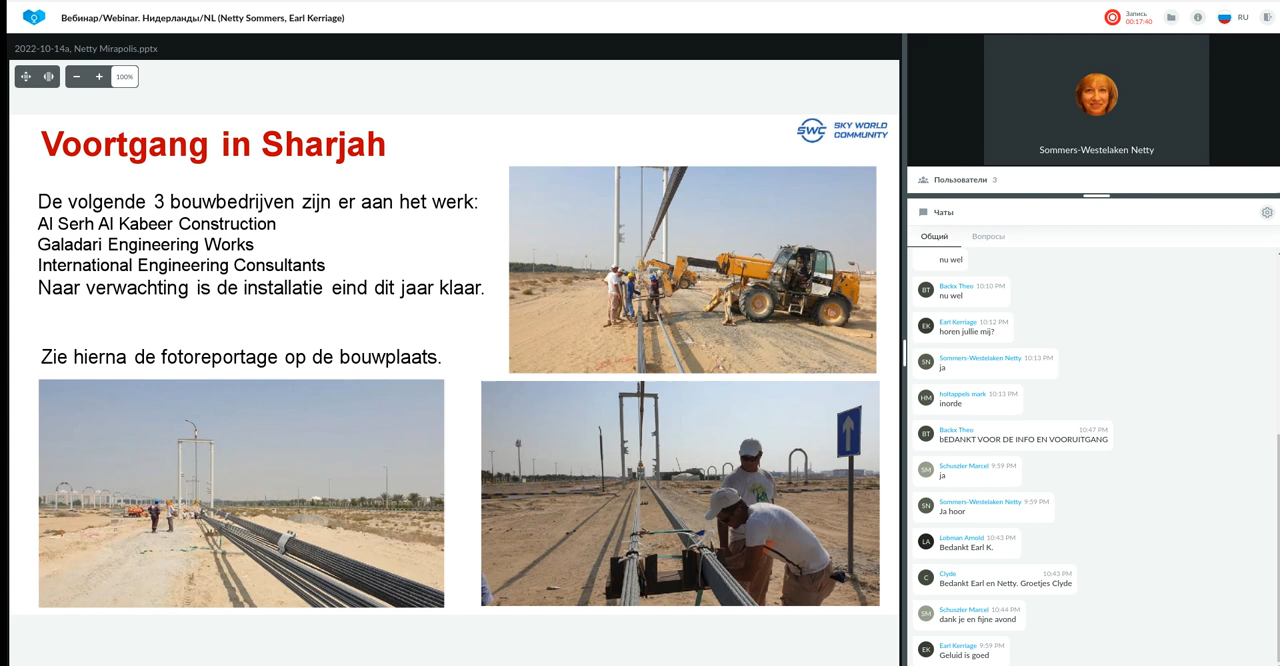 Вебинар/Webinar. Нидерланды/NL (Netty Sommers, Earl Kerriage)
Запись
00:17:40
RU
2022-10-14a, Netty Mirapolis.pptx
100%
Voortgang in Sharjah
SWC SKY WORLD
COMMUNITY
De volgende 3 bouwbedrijven zijn er aan het werk:
Al Serh Al Kabeer Construction
Galadari Engineering Works
International Engineering Consultants
Naar verwachting is de installatie eind dit jaar klaar.
Zie hierna de fotoreportage op de bouwplaats.
Sommers-Westelaken Netty
Пользователи 3
Чаты
Общий Вопросы
nu wel
BT Backx Theo 10:10 PM
nu wel
EK Earl Kerriage 10:12 PM
horen jullie mij?
SN Sommers-Westelaken Netty 10:13 PM
ja
HM holtappels mark 10:13 PM
inorde
BT Backx Theo 10:47 PM
bEDANKT VOOR DE INFO EN VOORUITGANG
SM Schuszler Marcel 9:59 PM
ja
SN Sommers-Westelaken Netty 9:59 PM
Ja hoor
LA Lobman Arnold 10:43 PM
Bedankt Earl K.
C Clyde 10:43 PM
Bedankt Earl en Netty. Groetjes Clyde
SM Schuszler Marcel 10:44 PM
dank je en fijne avond
EK Earl Kerriage 9:59 PM
Geluid is goed